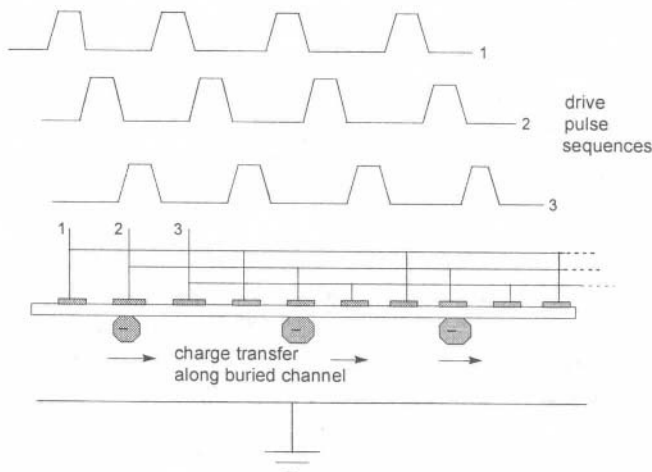 1
drive
pulse
2
sequences
3
1 2 3
charge transfer
along buried channel